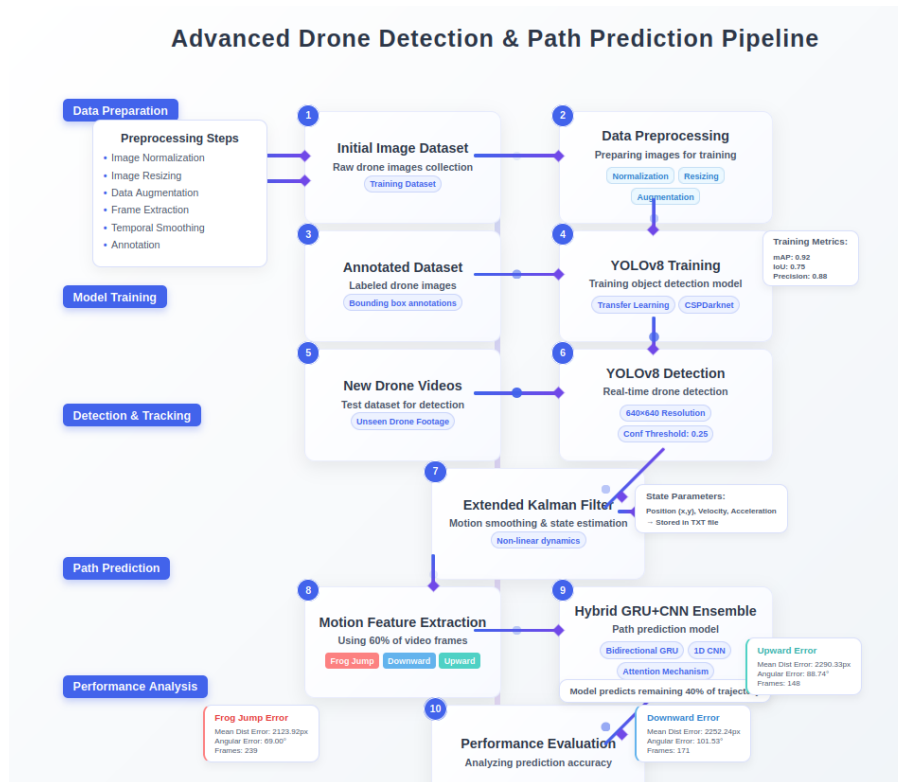 Advanced Drone Detection & Path Prediction Pipeline
Data Preparation
Preprocessing Steps
• Image Normalization
• Image Resizing
• Data Augmentation
• Frame Extraction
• Temporal Smoothing
• Annotation
1
Initial Image Dataset
Raw drone images collection
Training Dataset
2
Data Preprocessing
Preparing images for training
Normalization
Resizing
Augmentation
Model Training
3
Annotated Dataset
Labeled drone images
Bounding box annotations
4
YOLOv8 Training
Training object detection model
Transfer Learning
CSPDarknet
Training Metrics:
mAP: 0.92
IoU: 0.75
Precision: 0.88
Detection & Tracking
5
New Drone Videos
Test dataset for detection
Unseen Drone Footage
6
YOLOv8 Detection
Real-time drone detection
640×640 Resolution
Conf Threshold: 0.25
7
Extended Kalman Filter
Motion smoothing & state estimation
Non-linear dynamics
State Parameters:
Position (x,y), Velocity, Acceleration
→ Stored in TXT file
Path Prediction
8
Motion Feature Extraction
Using 60% of video frames
Frog Jump
Downward
Upward
9
Hybrid GRU+CNN Ensemble
Path prediction model
Bidirectional GRU
1D CNN
Attention Mechanism
Model predicts remaining 40% of
Upward Error
Mean Dist Error: 2290.33px
Angular Error: 88.74°
Frames: 148
Performance Analysis
Frog Jump Error
Mean Dist Error: 2123.92px
Angular Error: 69.00°
Frames: 239
10
Performance Evaluation
Analyzing prediction accuracy
Downward Error
Mean Dist Error: 2252.24px
Angular Error: 101.53°
Frames: 171